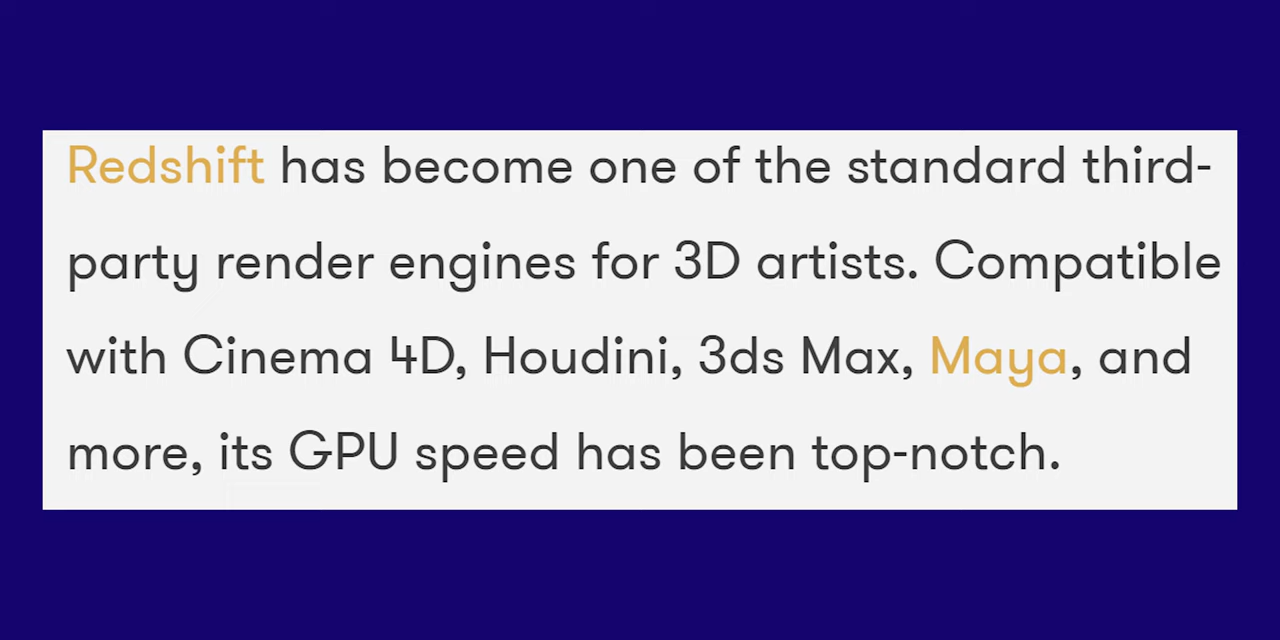 Redshift has become one of the standard third-
party render engines for 3D artists. Compatible
with Cinema 4D, Houdini, 3ds Max, Maya, and
more, its GPU speed has been top-notch.